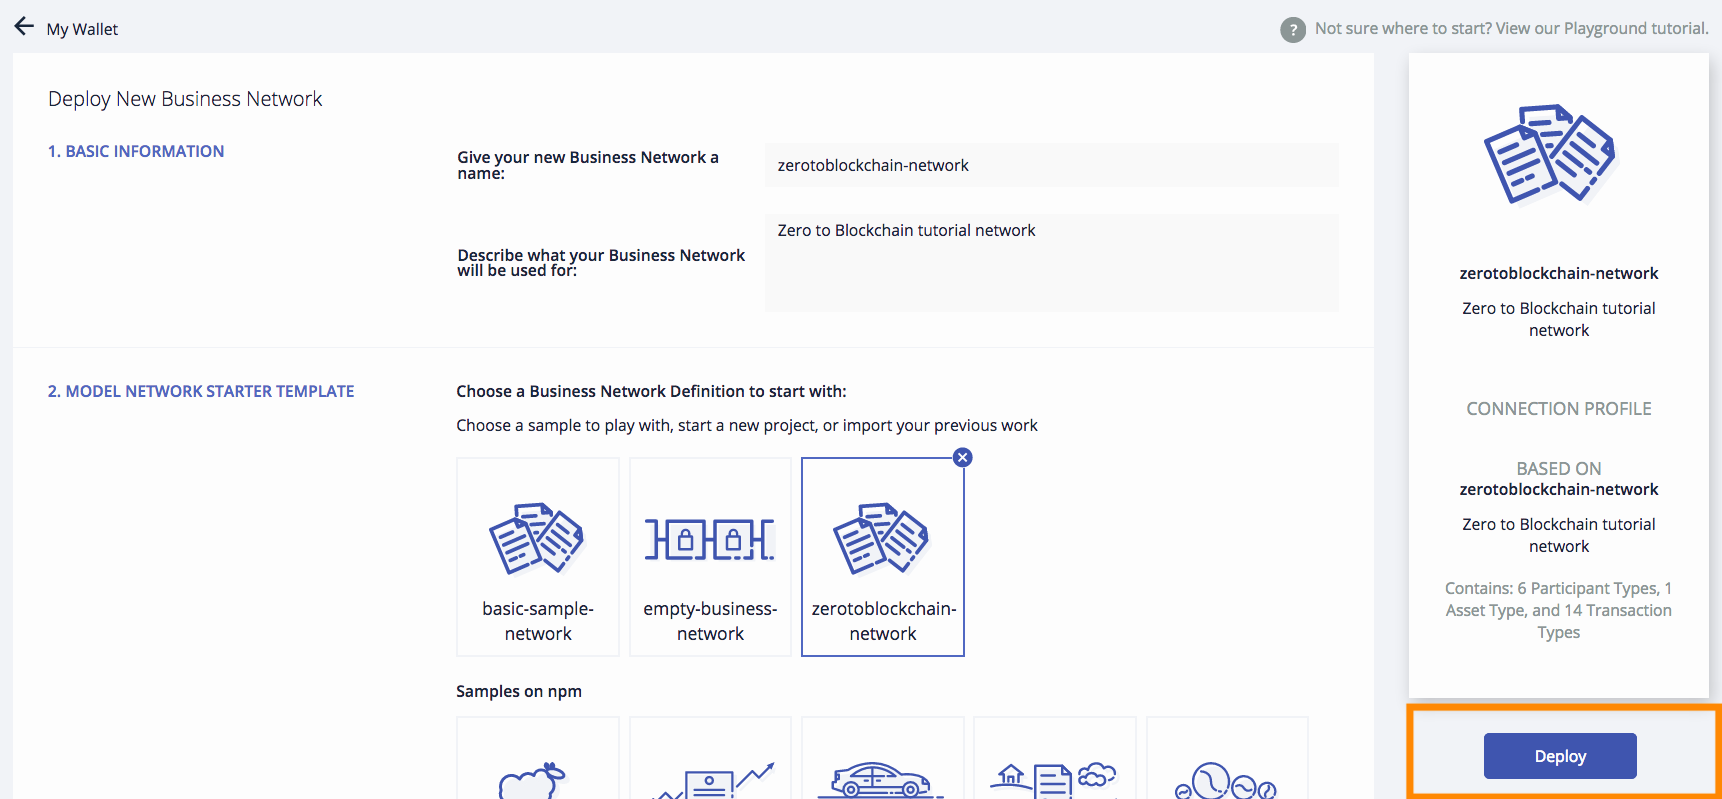 My Wallet
? Not sure where to start? View our Playground tutorial.
Deploy New Business Network
1. BASIC INFORMATION
Give your new Business Network a
name:
zerotoblockchain-network
Describe what your Business Network
will be used for:
Zero to Blockchain tutorial network
2. MODEL NETWORK STARTER TEMPLATE
Choose a Business Network Definition to start with:
Choose a sample to play with, start a new project, or import your previous work
basic-sample-
network
empty-business-
network
zerotoblockchain-
network
Samples on npm
zerotoblockchain-network
Zero to Blockchain tutorial
network
CONNECTION PROFILE
BASED ON
zerotoblockchain-network
Zero to Blockchain tutorial
network
Contains: 6 Participant Types, 1
Asset Type, and 14 Transaction
Types
Deploy